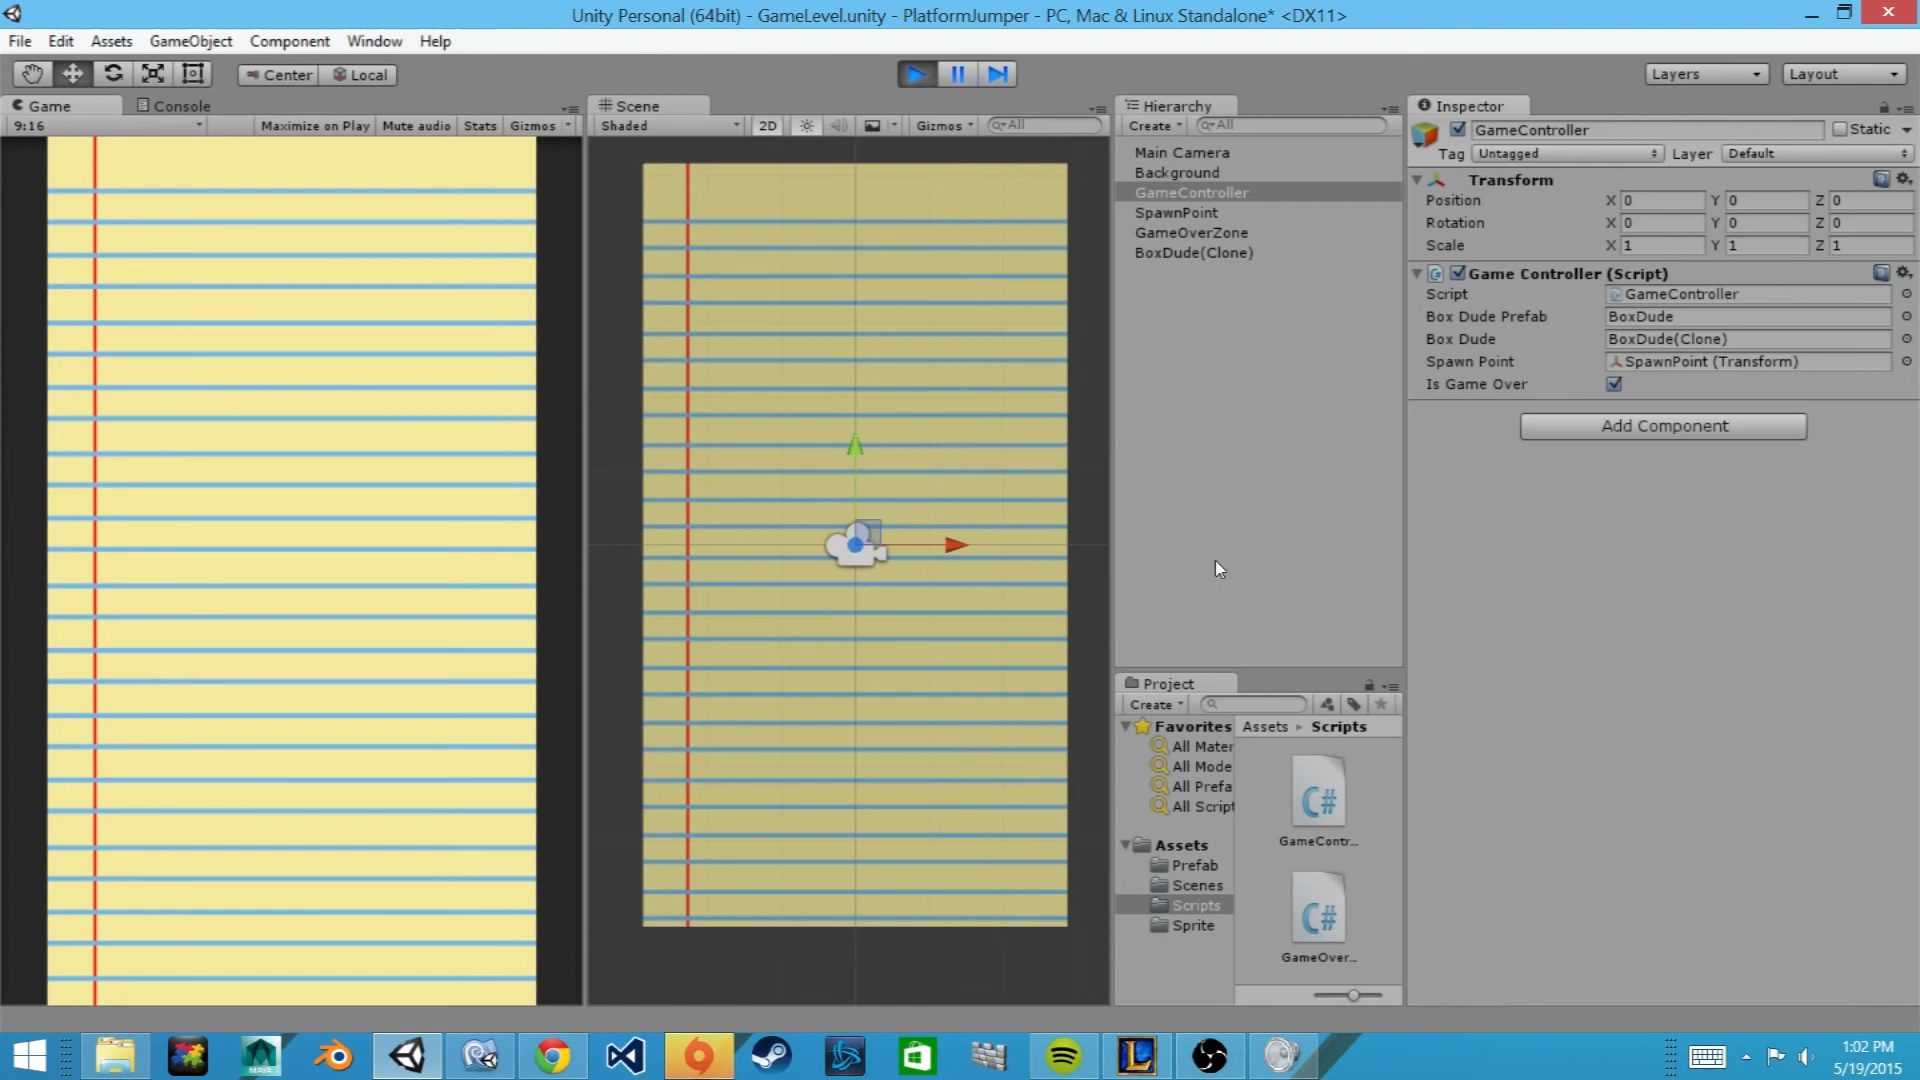 Unity Personal (64bit) - GameLevel.unity - PlatformJumper - PC, Mac & Linux Standalone* <DX11>
File Edit Assets GameObject Component Window Help
Center Local Layers Layout
Game Console
9:16 Maximize on Play Mute audio Stats Gizmos
Scene
Shaded 2D Gizmos All
Hierarchy
Create All
Main Camera
Background
GameController
SpawnPoint
GameOverZone
BoxDude(Clone)
Project
Create
Favorites
All Mater
All Mode
All Prefa
All Script
Assets
Prefab
Scenes
Scripts
Sprite
Assets Scripts
C#
GameContr...
C#
GameOver...
Inspector
GameController Static
Tag Untagged Layer Default
Transform
Position X 0 Y 0 Z 0
Rotation X 0 Y 0 Z 0
Scale X 1 Y 1 Z 1
Game Controller (Script)
Script GameController
Box Dude Prefab BoxDude
Box Dude BoxDude(Clone)
Spawn Point SpawnPoint (Transform)
Is Game Over
Add Component
MAYA
L
1:02 PM
5/19/2015